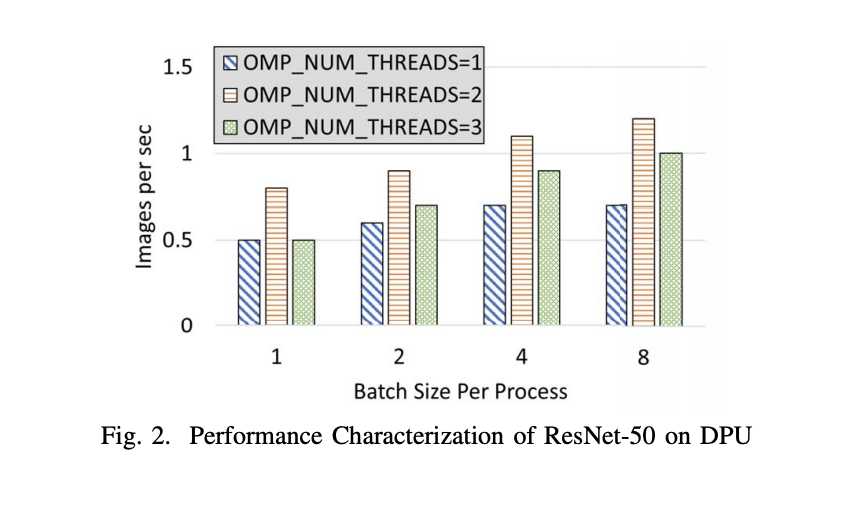 OMP_NUM_THREADS=1
OMP_NUM_THREADS=2
OMP_NUM_THREADS=3
Images per sec
1.5
1
0.5
0
1 2 4 8
Batch Size Per Process
Fig. 2. Performance Characterization of ResNet-50 on DPU